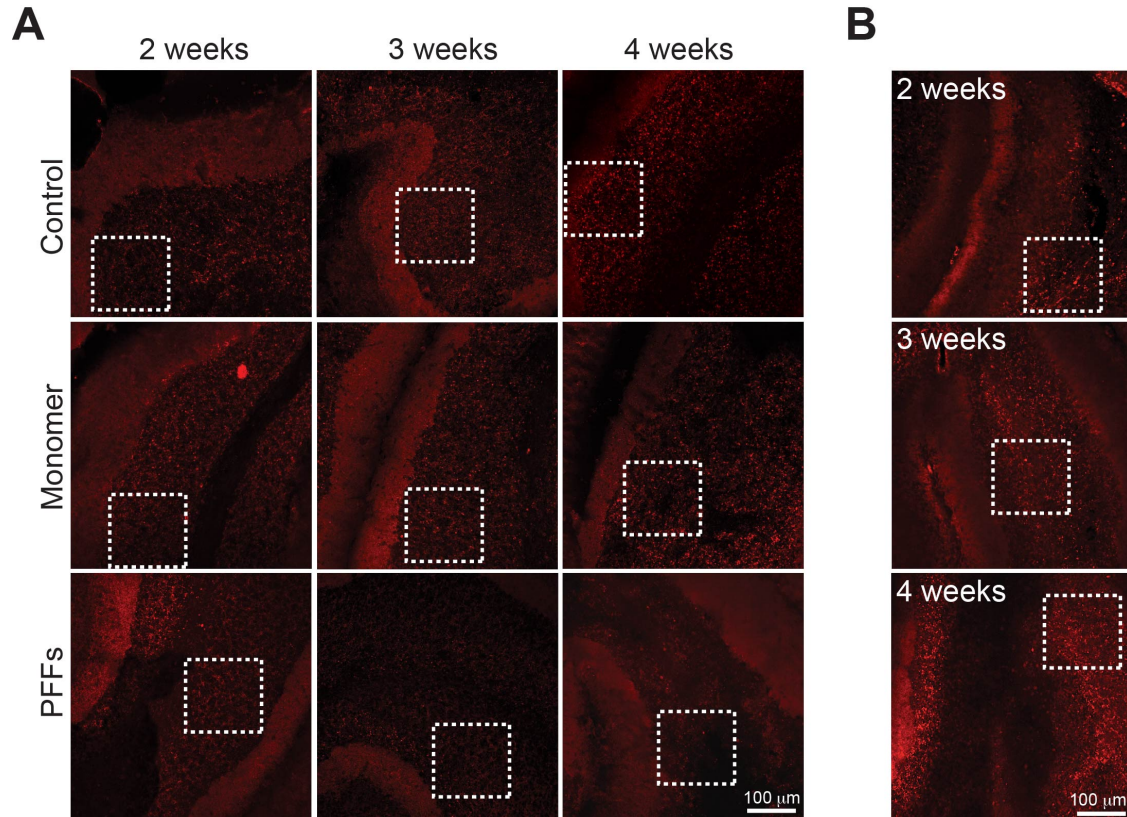 A
B
2 weeks
3 weeks
4 weeks
Control
Monomer
PFFs
100 μm
2 weeks
3 weeks
4 weeks
100 μm